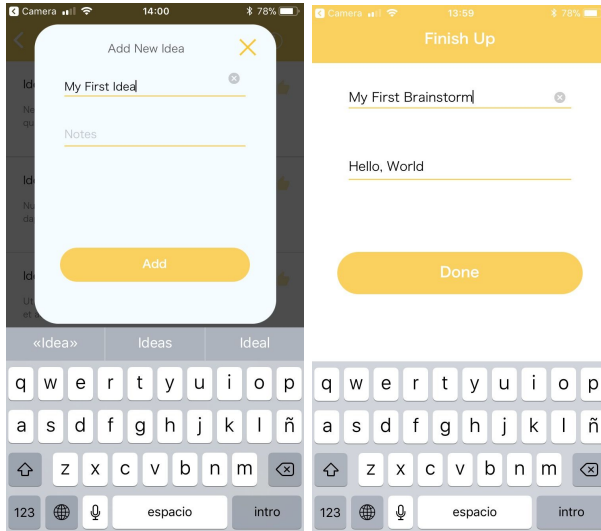 Camera 14:00 78%
Add New Idea
My First Idea
Notes
Add
«Idea» Ideas Ideal
q w e r t y u i o p
a s d f g h j k l ñ
z x c v b n m
123 espacio intro
Camera 13:59 78%
Finish Up
My First Brainstorm
Hello, World
Done
q w e r t y u i o p
a s d f g h j k l ñ
z x c v b n m
123 espacio intro